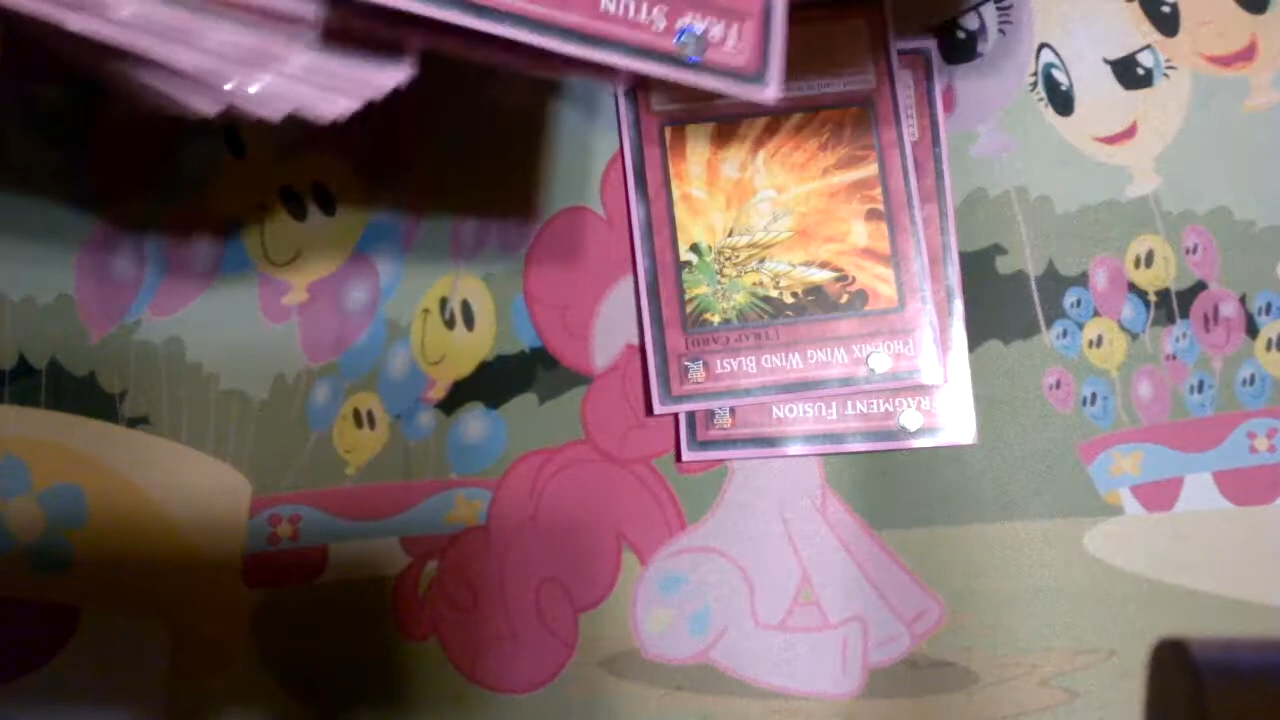 TRAP STUN
[TRAP CARD]
PHOENIX WING WIND BLAST
FRAGMENT FUSION